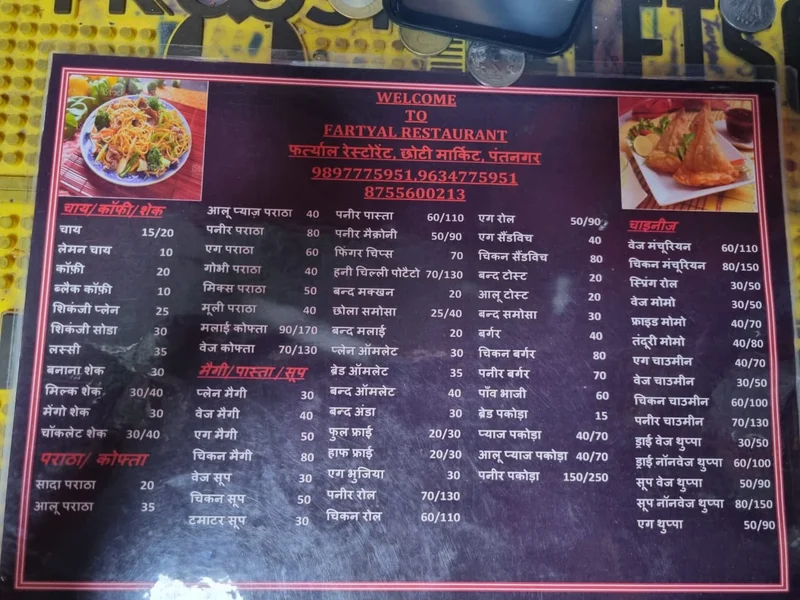 WELCOME
TO
FARTYAL RESTAURANT
फर्त्याल रेस्टोरेंट, छोटी मार्किट, पंतनगर
9897775951,9634775951
8755600213
चाय/कॉफी/शेक
चाय 15/20
लेमन चाय 10
कॉफ़ी 20
ब्लैक कॉफ़ी 10
शिकंजी प्लेन 25
शिकंजी सोडा 30
लस्सी 35
बनाना शेक 30
मिल्क शेक 30/40
मैंगो शेक 30
चॉकलेट शेक 30/40
पराठा/ कोफ्ता
सादा पराठा 20
आलू पराठा 35
आलू प्याज़ पराठा 40
पनीर पराठा 80
एग पराठा 60
गोभी पराठा 40
मिक्स पराठा 50
मूली पराठा 40
मलाई कोफ्ता 90/170
वेज कोफ्ता 70/130
मैगी/पास्ता/सूप
प्लेन मैगी 30
वेज मैगी 40
एग मैगी 50
चिकन मैगी 80
वेज सूप 30
चिकन सूप 50
टमाटर सूप 30
पनीर पास्ता 60/110
पनीर मैक्रोनी 50/90
फिंगर चिप्स 70
हनी चिल्ली पोटैटो 70/130
बन्द मक्खन 20
छोला समोसा 25/40
बन्द मलाई 20
प्लेन ऑमलेट 30
ब्रेड ऑमलेट 35
बन्द ऑमलेट 40
बन्द अंडा 30
फुल फ्राई 20/30
हाफ फ्राई 20/30
एग भुजिया 30
पनीर रोल 70/130
चिकन रोल 60/110
एग रोल 50/90
एग सैंडविच 40
चिकन सैंडविच 80
बन्द टोस्ट 20
आलू टोस्ट 20
बन्द समोसा 30
बर्गर 40
चिकन बर्गर 80
पनीर बर्गर 70
पाँव भाजी 60
ब्रेड पकोड़ा 15
प्याज पकोड़ा 40/70
आलू प्याज पकोड़ा 40/70
पनीर पकोड़ा 150/250
चाइनीज
वेज मंचूरियन 60/110
चिकन मंचूरियन 80/150
स्प्रिंग रोल 30/50
वेज मोमो 30/50
फ्राइड मोमो 40/70
तंदूरी मोमो 40/80
एग चाउमीन 40/70
वेज चाउमीन 30/50
चिकन चाउमीन 60/100
पनीर चाउमीन 70/130
ड्राई वेज थुप्पा 30/50
ड्राई नॉनवेज थुप्पा 60/100
सूप वेज थुप्पा 50/90
सूप नॉनवेज थुप्पा 80/150
एग थुप्पा 50/90